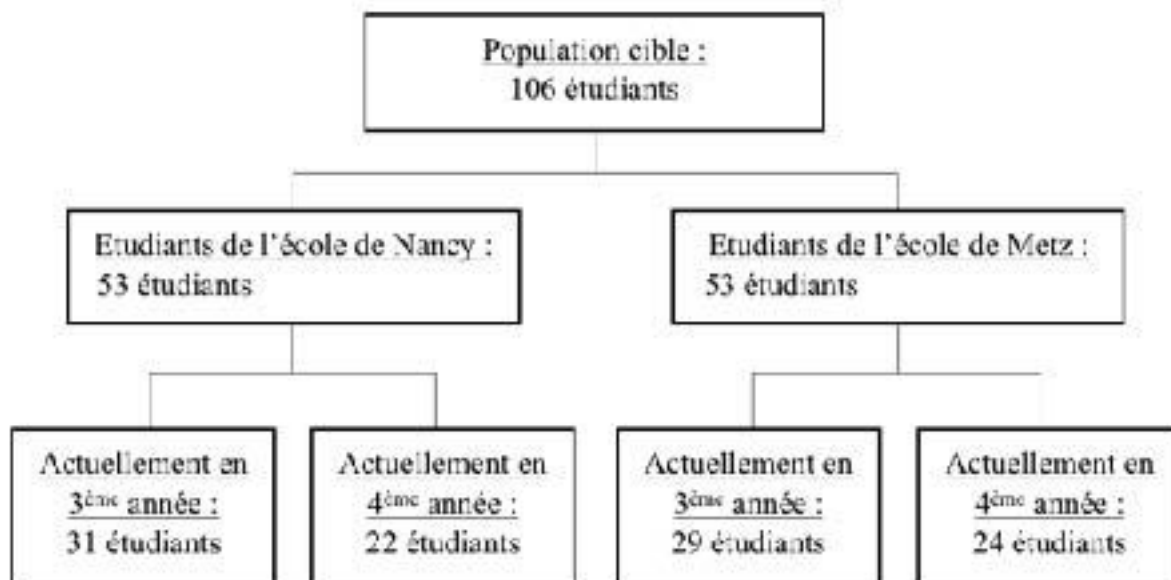 Population cible :
106 étudiants
Etudiants de l'école de Nancy :
53 étudiants
Etudiants de l'école de Metz :
53 étudiants
Actuellement en
3ème année :
31 étudiants
Actuellement en
4ème année :
22 étudiants
Actuellement en
3ème année :
29 étudiants
Actuellement en
4ème année :
24 étudiants